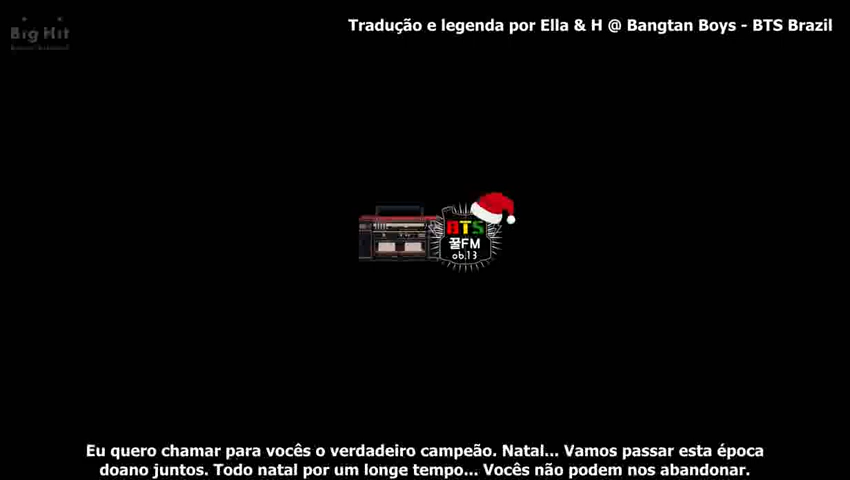 Big Hit
Tradução e legenda por Ella & H @ Bangtan Boys - BTS Brazil
BTS
꿀FM
06.13
Eu quero chamar para vocês o verdadeiro campeão. Natal... Vamos passar esta época
doano juntos. Todo natal por um longe tempo... Vocês não podem nos abandonar.